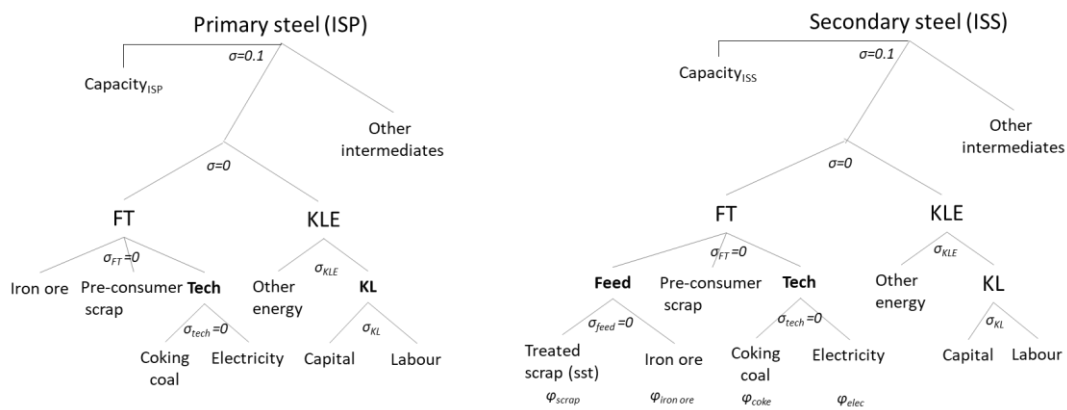 Primary steel (ISP)
σ=0.1
Capacity_ISP
Other
intermediates
σ=0
FT
KLE
σ_FT=0
σ_KLE
Iron ore
Pre-consumer
scrap
Tech
Other
energy
KL
σ_tech=0
σ_KL
Coking
coal
Electricity
Capital
Labour
Secondary steel (ISS)
σ=0.1
Capacity_ISS
Other
intermediates
σ=0
FT
KLE
σ_FT=0
σ_KLE
Feed
Pre-consumer
scrap
Tech
Other
energy
KL
σ_feed=0
σ_tech=0
σ_KL
Treated
scrap (sst)
Iron ore
Coking
coal
Electricity
Capital
Labour
φ_scrap
φ_iron ore
φ_coke
φ_elec